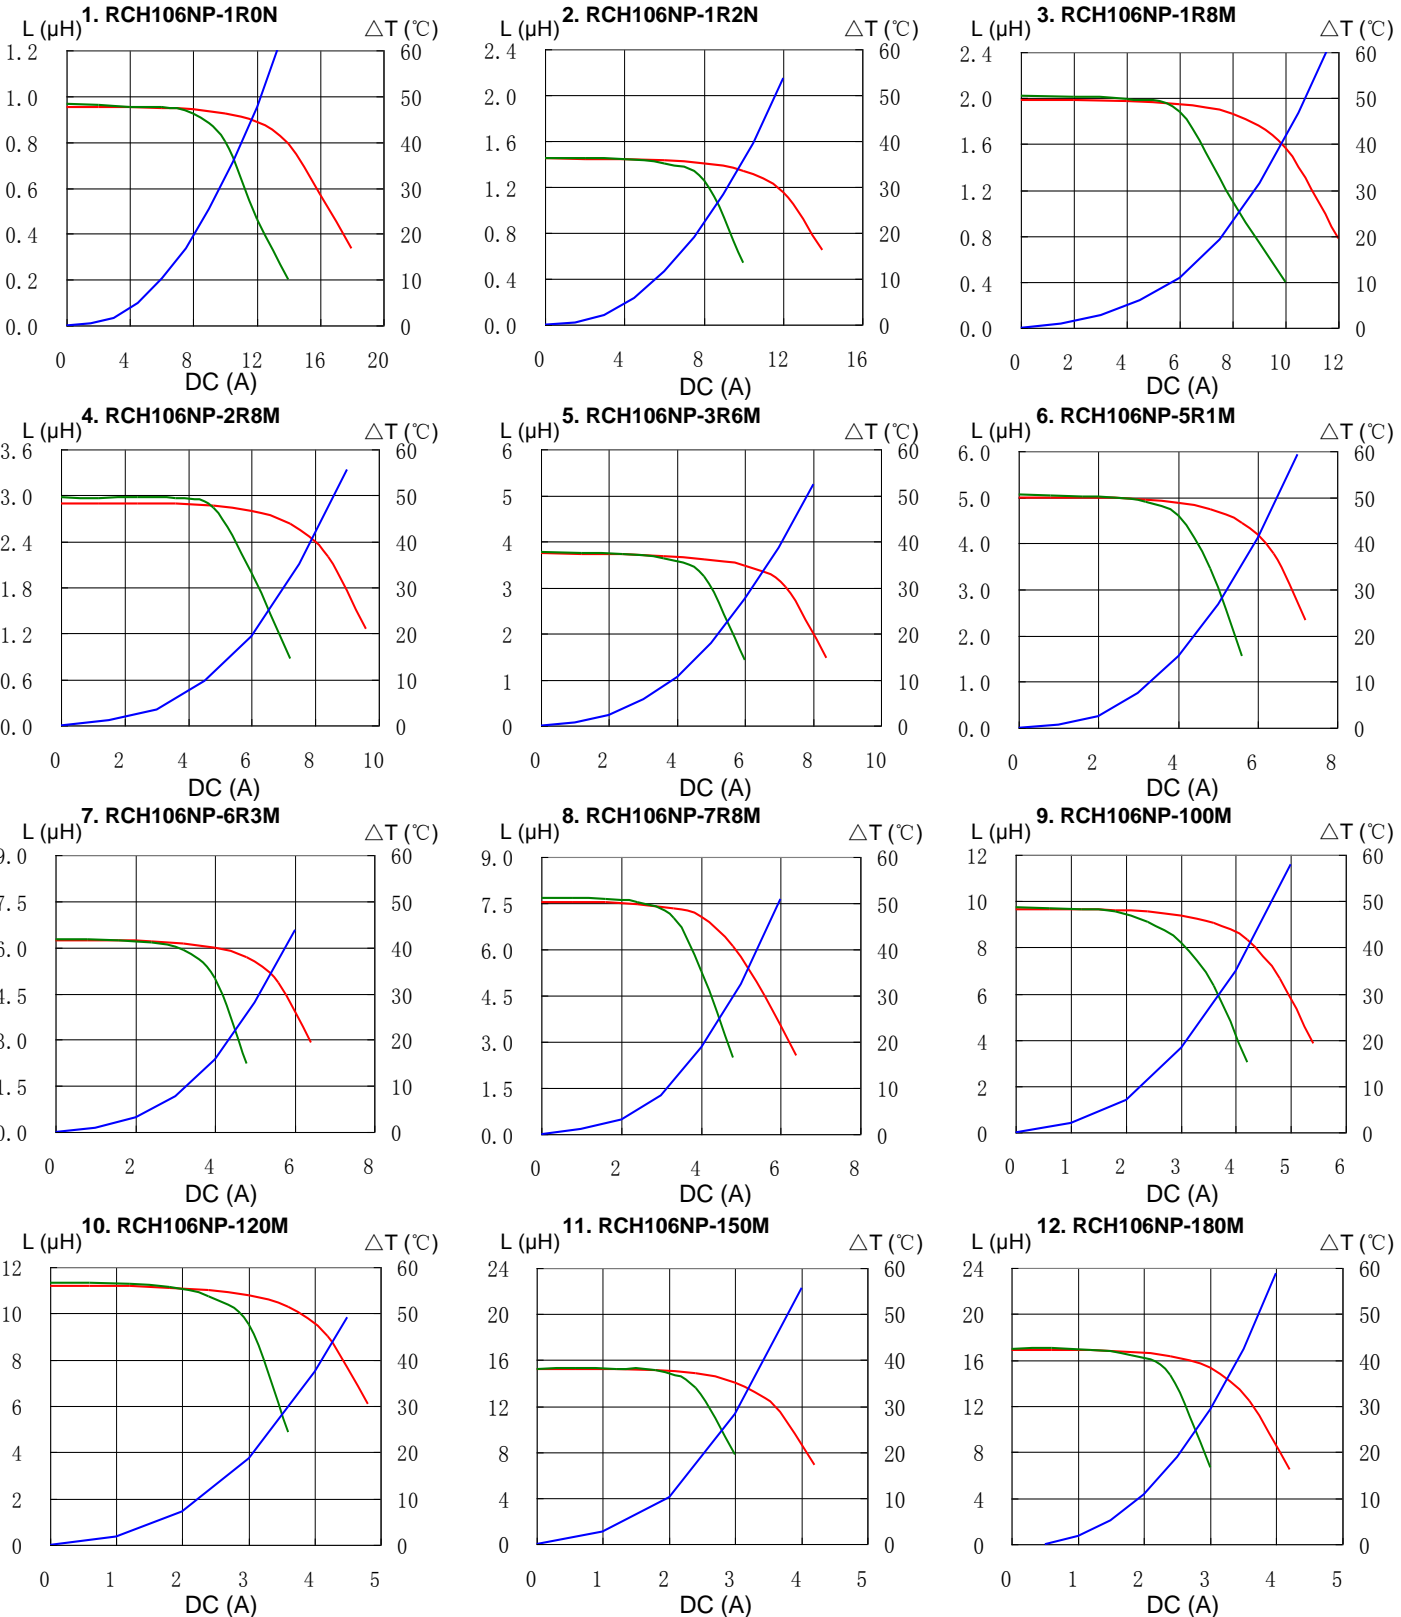 1. RCH106NP-1R0N
L (μH)
△T (℃)
1.2
1.0
0.8
0.6
0.4
0.2
0.0
60
50
40
30
20
10
0
0 4 8 12 16 20
DC (A)
2. RCH106NP-1R2N
L (μH)
△T (℃)
2.4
2.0
1.6
1.2
0.8
0.4
0.0
60
50
40
30
20
10
0
0 4 8 12 16
DC (A)
3. RCH106NP-1R8M
L (μH)
△T (℃)
2.4
2.0
1.6
1.2
0.8
0.4
0.0
60
50
40
30
20
10
0
0 2 4 6 8 10 12
DC (A)
4. RCH106NP-2R8M
L (μH)
△T (℃)
3.6
3.0
2.4
1.8
1.2
0.6
0.0
60
50
40
30
20
10
0
0 2 4 6 8 10
DC (A)
5. RCH106NP-3R6M
L (μH)
△T (℃)
6
5
4
3
2
1
0
60
50
40
30
20
10
0
0 2 4 6 8 10
DC (A)
6. RCH106NP-5R1M
L (μH)
△T (℃)
6.0
5.0
4.0
3.0
2.0
1.0
0.0
60
50
40
30
20
10
0
0 2 4 6 8
DC (A)
7. RCH106NP-6R3M
L (μH)
△T (℃)
9.0
7.5
6.0
4.5
3.0
1.5
0.0
60
50
40
30
20
10
0
0 2 4 6 8
DC (A)
8. RCH106NP-7R8M
L (μH)
△T (℃)
9.0
7.5
6.0
4.5
3.0
1.5
0.0
60
50
40
30
20
10
0
0 2 4 6 8
DC (A)
9. RCH106NP-100M
L (μH)
△T (℃)
12
10
8
6
4
2
0
60
50
40
30
20
10
0
0 1 2 3 4 5 6
DC (A)
10. RCH106NP-120M
L (μH)
△T (℃)
12
10
8
6
4
2
0
60
50
40
30
20
10
0
0 1 2 3 4 5
DC (A)
11. RCH106NP-150M
L (μH)
△T (℃)
24
20
16
12
8
4
0
60
50
40
30
20
10
0
0 1 2 3 4 5
DC (A)
12. RCH106NP-180M
L (μH)
△T (℃)
24
20
16
12
8
4
0
60
50
40
30
20
10
0
0 1 2 3 4 5
DC (A)